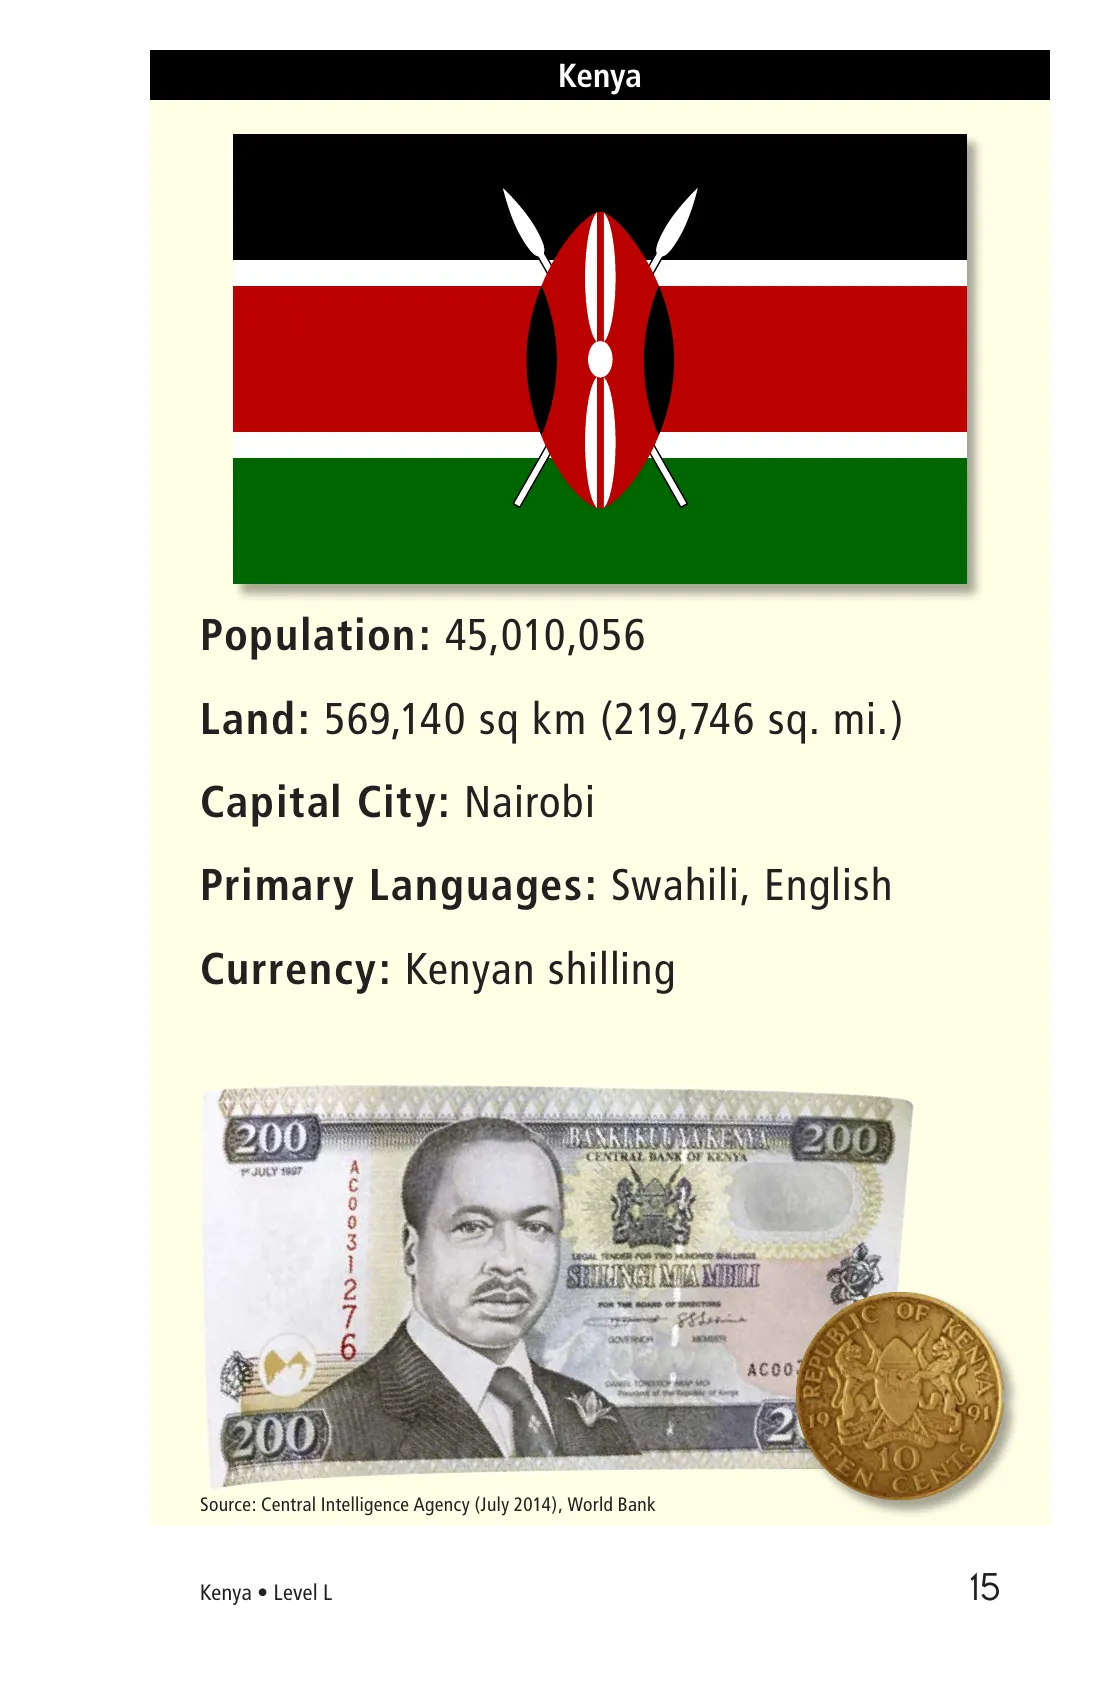 Kenya
Population: 45,010,056
Land: 569,140 sq km (219,746 sq. mi.)
Capital City: Nairobi
Primary Languages: Swahili, English
Currency: Kenyan shilling
200
BANKI KUU YA KENYA
200
CENTRAL BANK OF KENYA
1st JULY 1997
AC0031276
LEGAL TENDER FOR TWO HUNDRED SHILLINGS
SHILINGI MIA MBILI
FOR THE BOARD OF DIRECTORS
GOVERNOR MEMBER
AC00
DANIEL TOROITICH ARAP MOI
President of the Republic of Kenya
200
2
REPUBLIC OF KENYA
19 91
10
TEN CENTS
Source: Central Intelligence Agency (July 2014), World Bank
Kenya • Level L
15